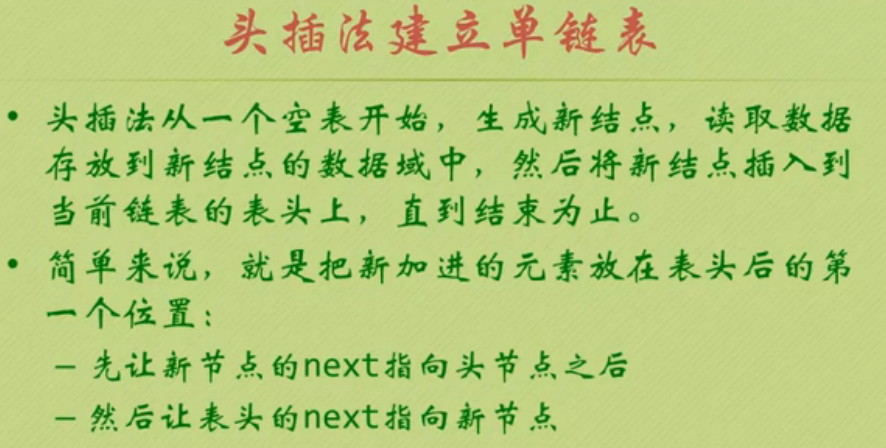 头插法建立单链表
• 头插法从一个空表开始，生成新结点，读取数据
存放到新结点的数据域中，然后将新结点插入到
当前链表的表头上，直到结束为止。
• 简单来说，就是把新加进的元素放在表头后的第
一个位置：
– 先让新节点的next指向头节点之后
– 然后让表头的next指向新节点